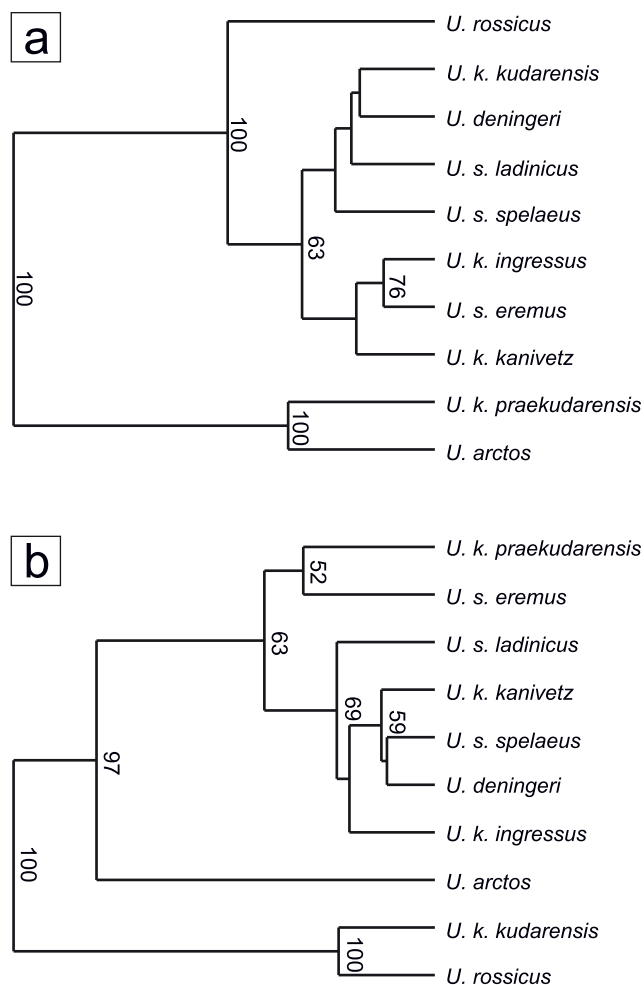 a
U. rossicus
U. k. kudarensis
U. deningeri
100
U. s. ladinicus
U. s. spelaeus
63
U. k. ingressus
76
100
U. s. eremus
U. k. kanivetz
U. k. praekudarensis
100
U. arctos
b
U. k. praekudarensis
52
U. s. eremus
63
U. s. ladinicus
U. k. kanivetz
69
59
U. s. spelaeus
97
U. deningeri
U. k. ingressus
100
U. arctos
U. k. kudarensis
100
U. rossicus